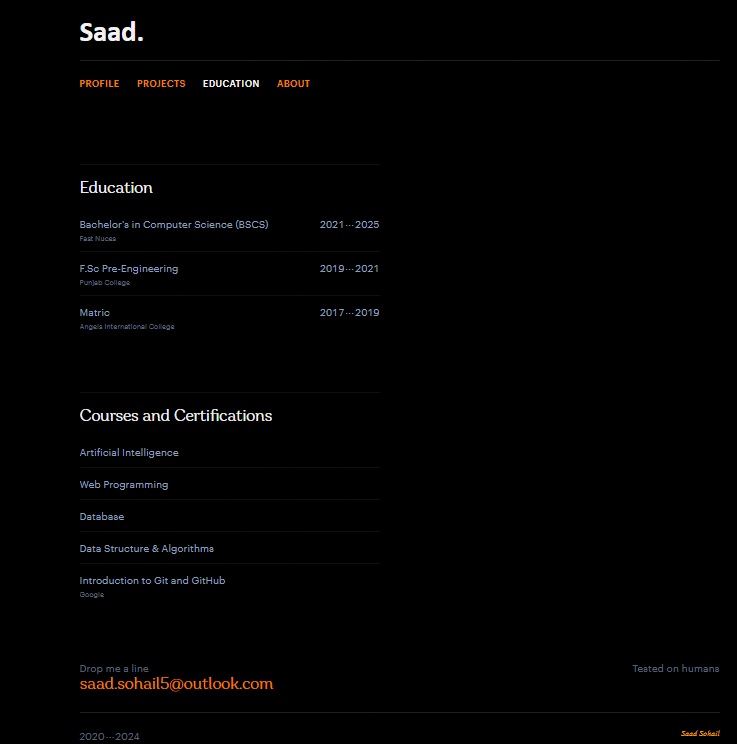 Saad.
PROFILE PROJECTS EDUCATION ABOUT
Education
Bachelor's in Computer Science (BSCS) 2021···2025
Fast Nuces
F.Sc Pre-Engineering 2019···2021
Punjab College
Matric 2017···2019
Angels International College
Courses and Certifications
Artificial Intelligence
Web Programming
Database
Data Structure & Algorithms
Introduction to Git and GitHub
Google
Drop me a line Tested on humans
saad.sohail5@outlook.com
2020···2024 Saad Sohail